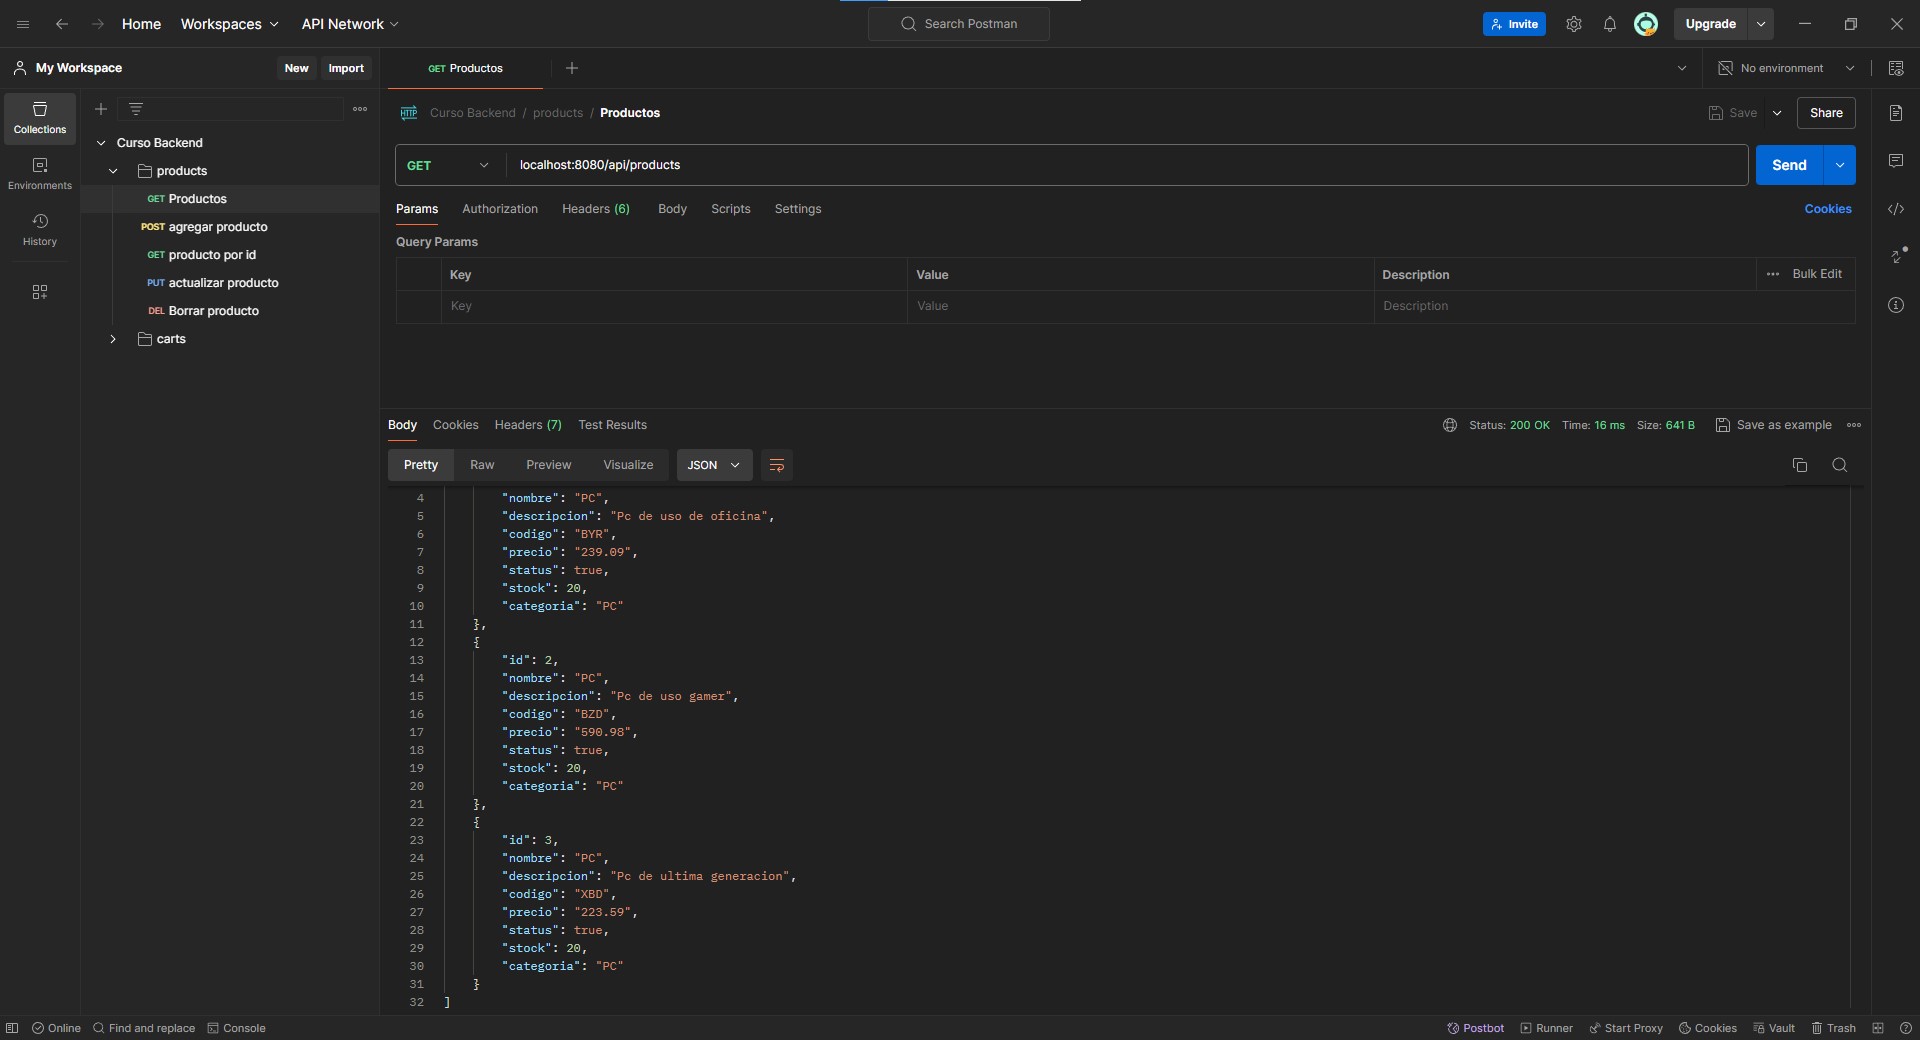 Home Workspaces API Network Search Postman Invite Upgrade
My Workspace New Import GET Productos No environment
Collections
Environments
History
Curso Backend
products
GET Productos
POST agregar producto
GET producto por id
PUT actualizar producto
DEL Borrar producto
carts
HTTP Curso Backend / products / Productos Save Share
GET localhost:8080/api/products Send
Params Authorization Headers (6) Body Scripts Settings Cookies
Query Params
Key Value Description Bulk Edit
Key Value Description
Body Cookies Headers (7) Test Results Status: 200 OK Time: 16 ms Size: 641 B Save as example
Pretty Raw Preview Visualize JSON
4 "nombre": "PC",
5 "descripcion": "Pc de uso de oficina",
6 "codigo": "BYR",
7 "precio": "239.09",
8 "status": true,
9 "stock": 20,
10 "categoria": "PC"
11 },
12 {
13 "id": 2,
14 "nombre": "PC",
15 "descripcion": "Pc de uso gamer",
16 "codigo": "BZD",
17 "precio": "590.98",
18 "status": true,
19 "stock": 20,
20 "categoria": "PC"
21 },
22 {
23 "id": 3,
24 "nombre": "PC",
25 "descripcion": "Pc de ultima generacion",
26 "codigo": "XBD",
27 "precio": "223.59",
28 "status": true,
29 "stock": 20,
30 "categoria": "PC"
31 }
32 ]
Online Find and replace Console Postbot Runner Start Proxy Cookies Vault Trash